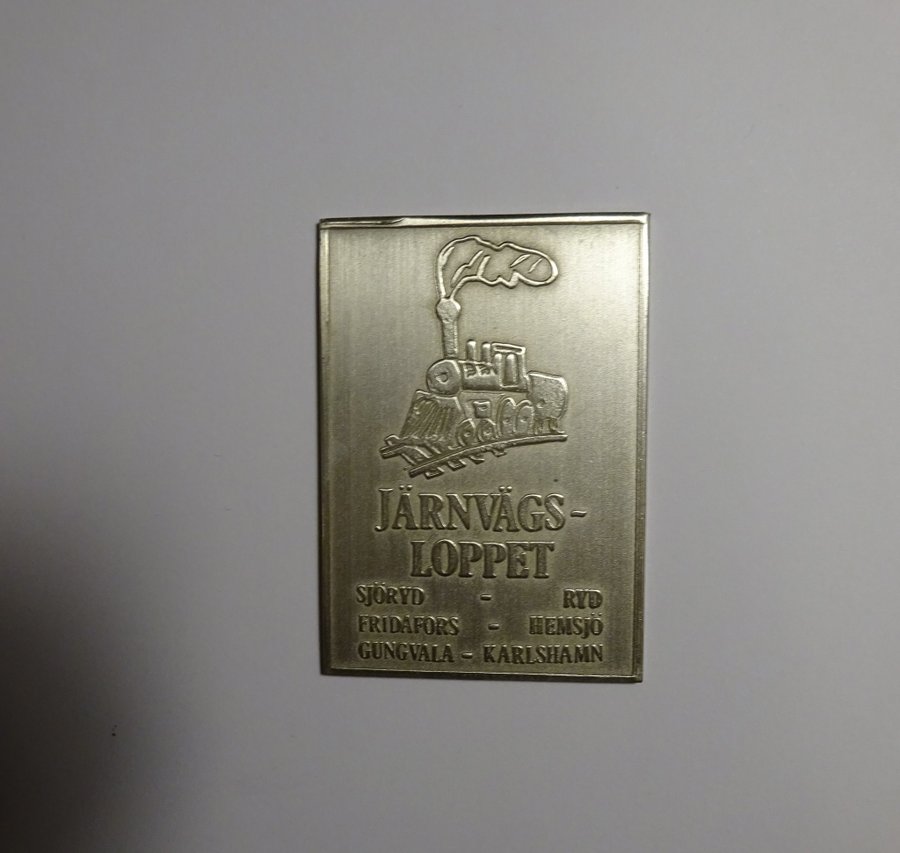 JÄRNVÄGS-
LOPPET
SJÖRYD - RYD
FRIDAFORS - HEMSJÖ
GUNGVALA - KARLSHAMN